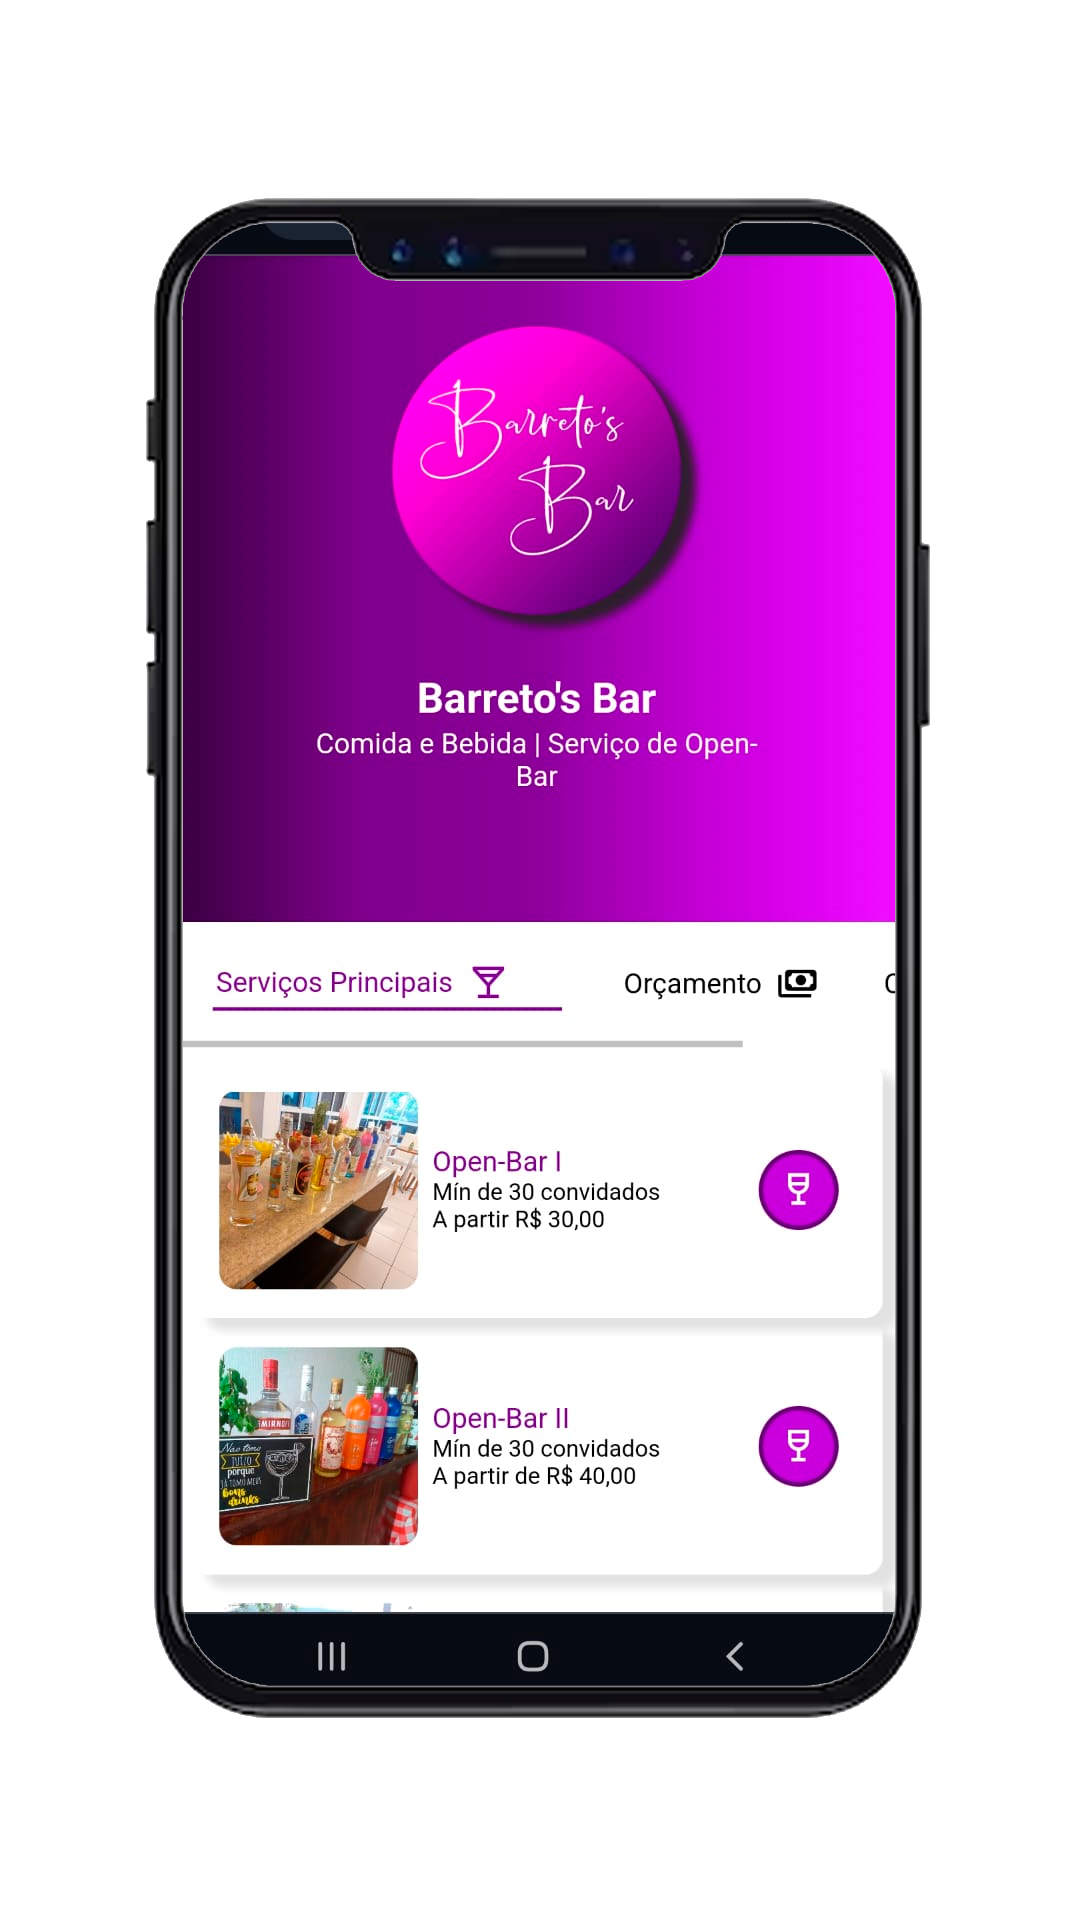 Barreto's
Bar
Barreto's Bar
Comida e Bebida | Serviço de Open-
Bar
Serviços Principais
Orçamento
Open-Bar I
Mín de 30 convidados
A partir R$ 30,00
Open-Bar II
Mín de 30 convidados
A partir de R$ 40,00
SMIRNOFF
Não tomo
TUDO
porque
JÁ TOMO MEUS
bons
drinks